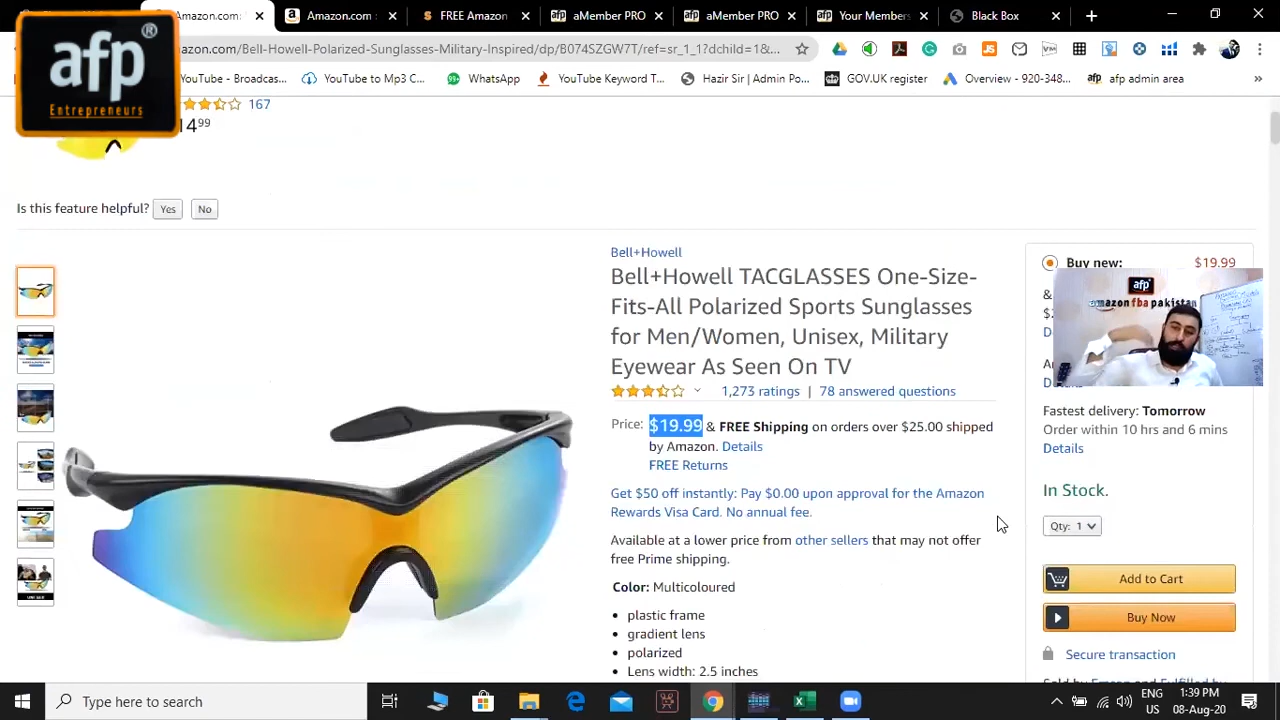 Amazon.com:
Amazon.com :
FREE Amazon
aMember PRO
aMember PRO
Your Members
Black Box
azon.com/Bell-Howell-Polarized-Sunglasses-Military-Inspired/dp/B074SZGW7T/ref=sr_1_1?dchild=1&...
YouTube - Broadcas...
YouTube to Mp3 C...
WhatsApp
YouTube Keyword T...
Hazir Sir | Admin Po...
GOV.UK register
Overview - 920-348...
afp admin area
»
afp®
Entrepreneurs
167
14 99
Is this feature helpful? Yes No
Bell+Howell
Bell+Howell TACGLASSES One-Size-
Fits-All Polarized Sports Sunglasses
for Men/Women, Unisex, Military
Eyewear As Seen On TV
1,273 ratings | 78 answered questions
Price: $19.99 & FREE Shipping on orders over $25.00 shipped
by Amazon. Details
FREE Returns
Get $50 off instantly: Pay $0.00 upon approval for the Amazon
Rewards Visa Card. No annual fee.
Available at a lower price from other sellers that may not offer
free Prime shipping.
Color: Multicoloured
• plastic frame
• gradient lens
• polarized
• Lens width: 2.5 inches
Buy new: $19.99
afp
amazon fba pakistan
Fastest delivery: Tomorrow
Order within 10 hrs and 6 mins
Details
In Stock.
Qty: 1
Add to Cart
Buy Now
Secure transaction
Type here to search
ENG
US
1:39 PM
08-Aug-20